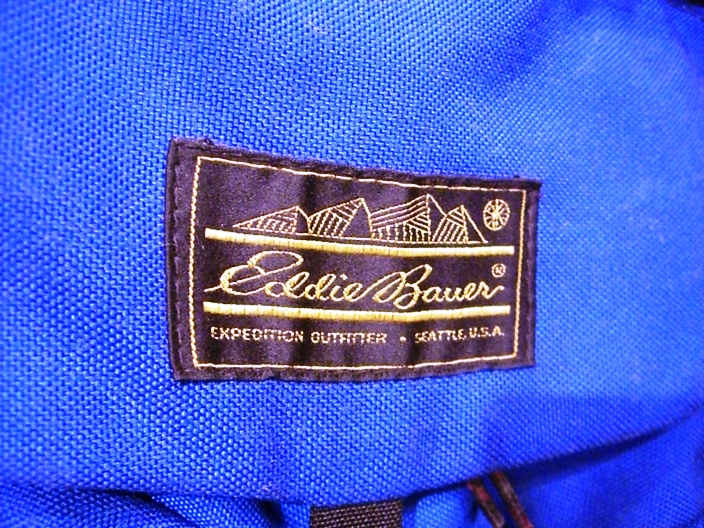 Eddie Bauer®
EXPEDITION OUTFITTER • SEATTLE, U.S.A.